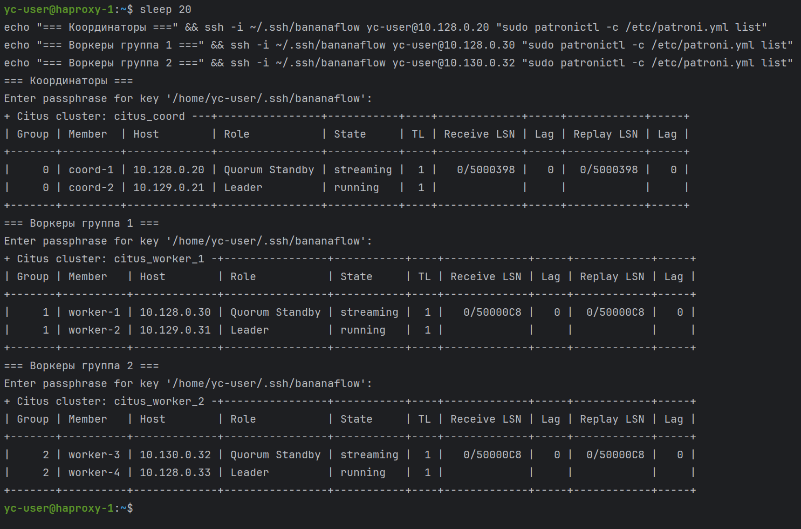 yc-user@haproxy-1:~$ sleep 20
echo "=== Координаторы ===" && ssh -i ~/.ssh/bananaflow yc-user@10.128.0.20 "sudo patronictl -c /etc/patroni.yml list"
echo "=== Воркеры группа 1 ===" && ssh -i ~/.ssh/bananaflow yc-user@10.128.0.30 "sudo patronictl -c /etc/patroni.yml list"
echo "=== Воркеры группа 2 ===" && ssh -i ~/.ssh/bananaflow yc-user@10.130.0.32 "sudo patronictl -c /etc/patroni.yml list"
=== Координаторы ===
Enter passphrase for key '/home/yc-user/.ssh/bananaflow':
+ Citus cluster: citus_coord ---+----------------+-----------+----+-------------+-----+------------+-----+
| Group | Member  | Host        | Role           | State     | TL | Receive LSN | Lag | Replay LSN | Lag |
+-------+---------+-------------+----------------+-----------+----+-------------+-----+------------+-----+
|     0 | coord-1 | 10.128.0.20 | Quorum Standby | streaming |  1 |   0/5000398 |   0 |  0/5000398 |   0 |
|     0 | coord-2 | 10.129.0.21 | Leader         | running   |  1 |             |     |            |     |
+-------+---------+-------------+----------------+-----------+----+-------------+-----+------------+-----+
=== Воркеры группа 1 ===
Enter passphrase for key '/home/yc-user/.ssh/bananaflow':
+ Citus cluster: citus_worker_1 -+----------------+-----------+----+-------------+-----+------------+-----+
| Group | Member   | Host        | Role           | State     | TL | Receive LSN | Lag | Replay LSN | Lag |
+-------+----------+-------------+----------------+-----------+----+-------------+-----+------------+-----+
|     1 | worker-1 | 10.128.0.30 | Quorum Standby | streaming |  1 |   0/50000C8 |   0 |  0/50000C8 |   0 |
|     1 | worker-2 | 10.129.0.31 | Leader         | running   |  1 |             |     |            |     |
+-------+----------+-------------+----------------+-----------+----+-------------+-----+------------+-----+
=== Воркеры группа 2 ===
Enter passphrase for key '/home/yc-user/.ssh/bananaflow':
+ Citus cluster: citus_worker_2 -+----------------+-----------+----+-------------+-----+------------+-----+
| Group | Member   | Host        | Role           | State     | TL | Receive LSN | Lag | Replay LSN | Lag |
+-------+----------+-------------+----------------+-----------+----+-------------+-----+------------+-----+
|     2 | worker-3 | 10.130.0.32 | Quorum Standby | streaming |  1 |   0/50000C8 |   0 |  0/50000C8 |   0 |
|     2 | worker-4 | 10.128.0.33 | Leader         | running   |  1 |             |     |            |     |
+-------+----------+-------------+----------------+-----------+----+-------------+-----+------------+-----+
yc-user@haproxy-1:~$